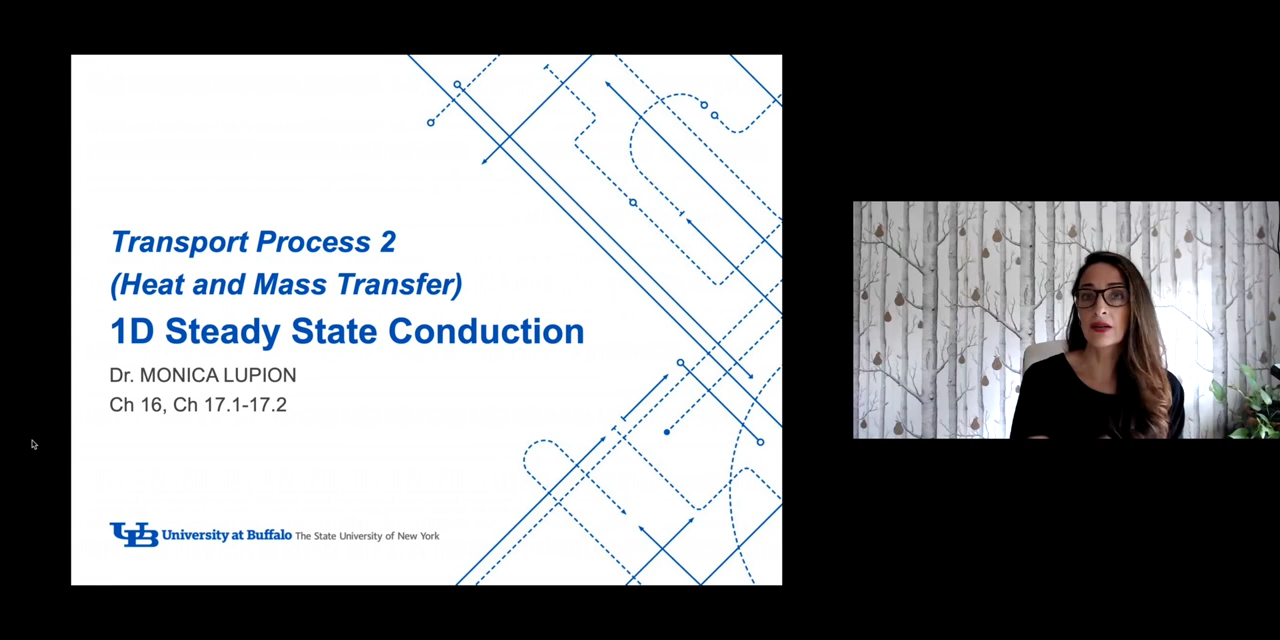 Transport Process 2
(Heat and Mass Transfer)
1D Steady State Conduction
Dr. MONICA LUPION
Ch 16, Ch 17.1-17.2
UB University at Buffalo The State University of New York